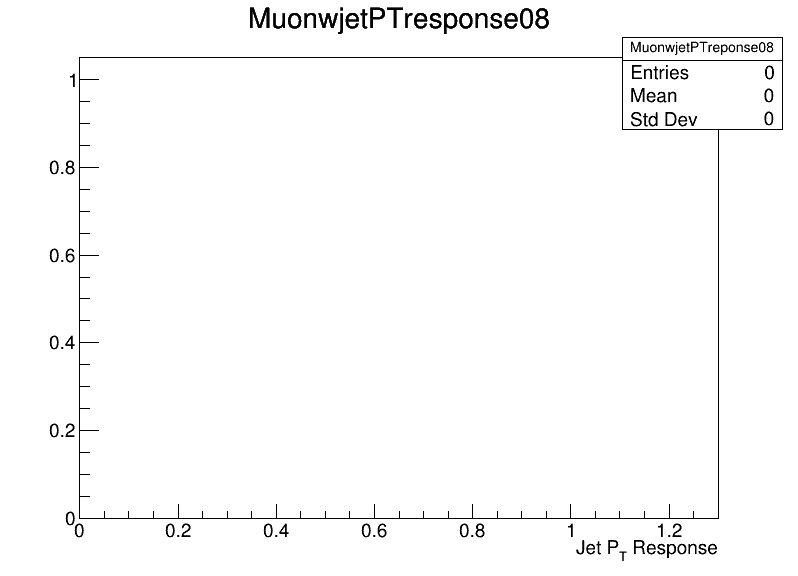 MuonwjetPTresponse08
MuonwjetPTreponse08
Entries 0
Mean 0
Std Dev 0
1
0.8
0.6
0.4
0.2
0
0 0.2 0.4 0.6 0.8 1 1.2
Jet P_T Response